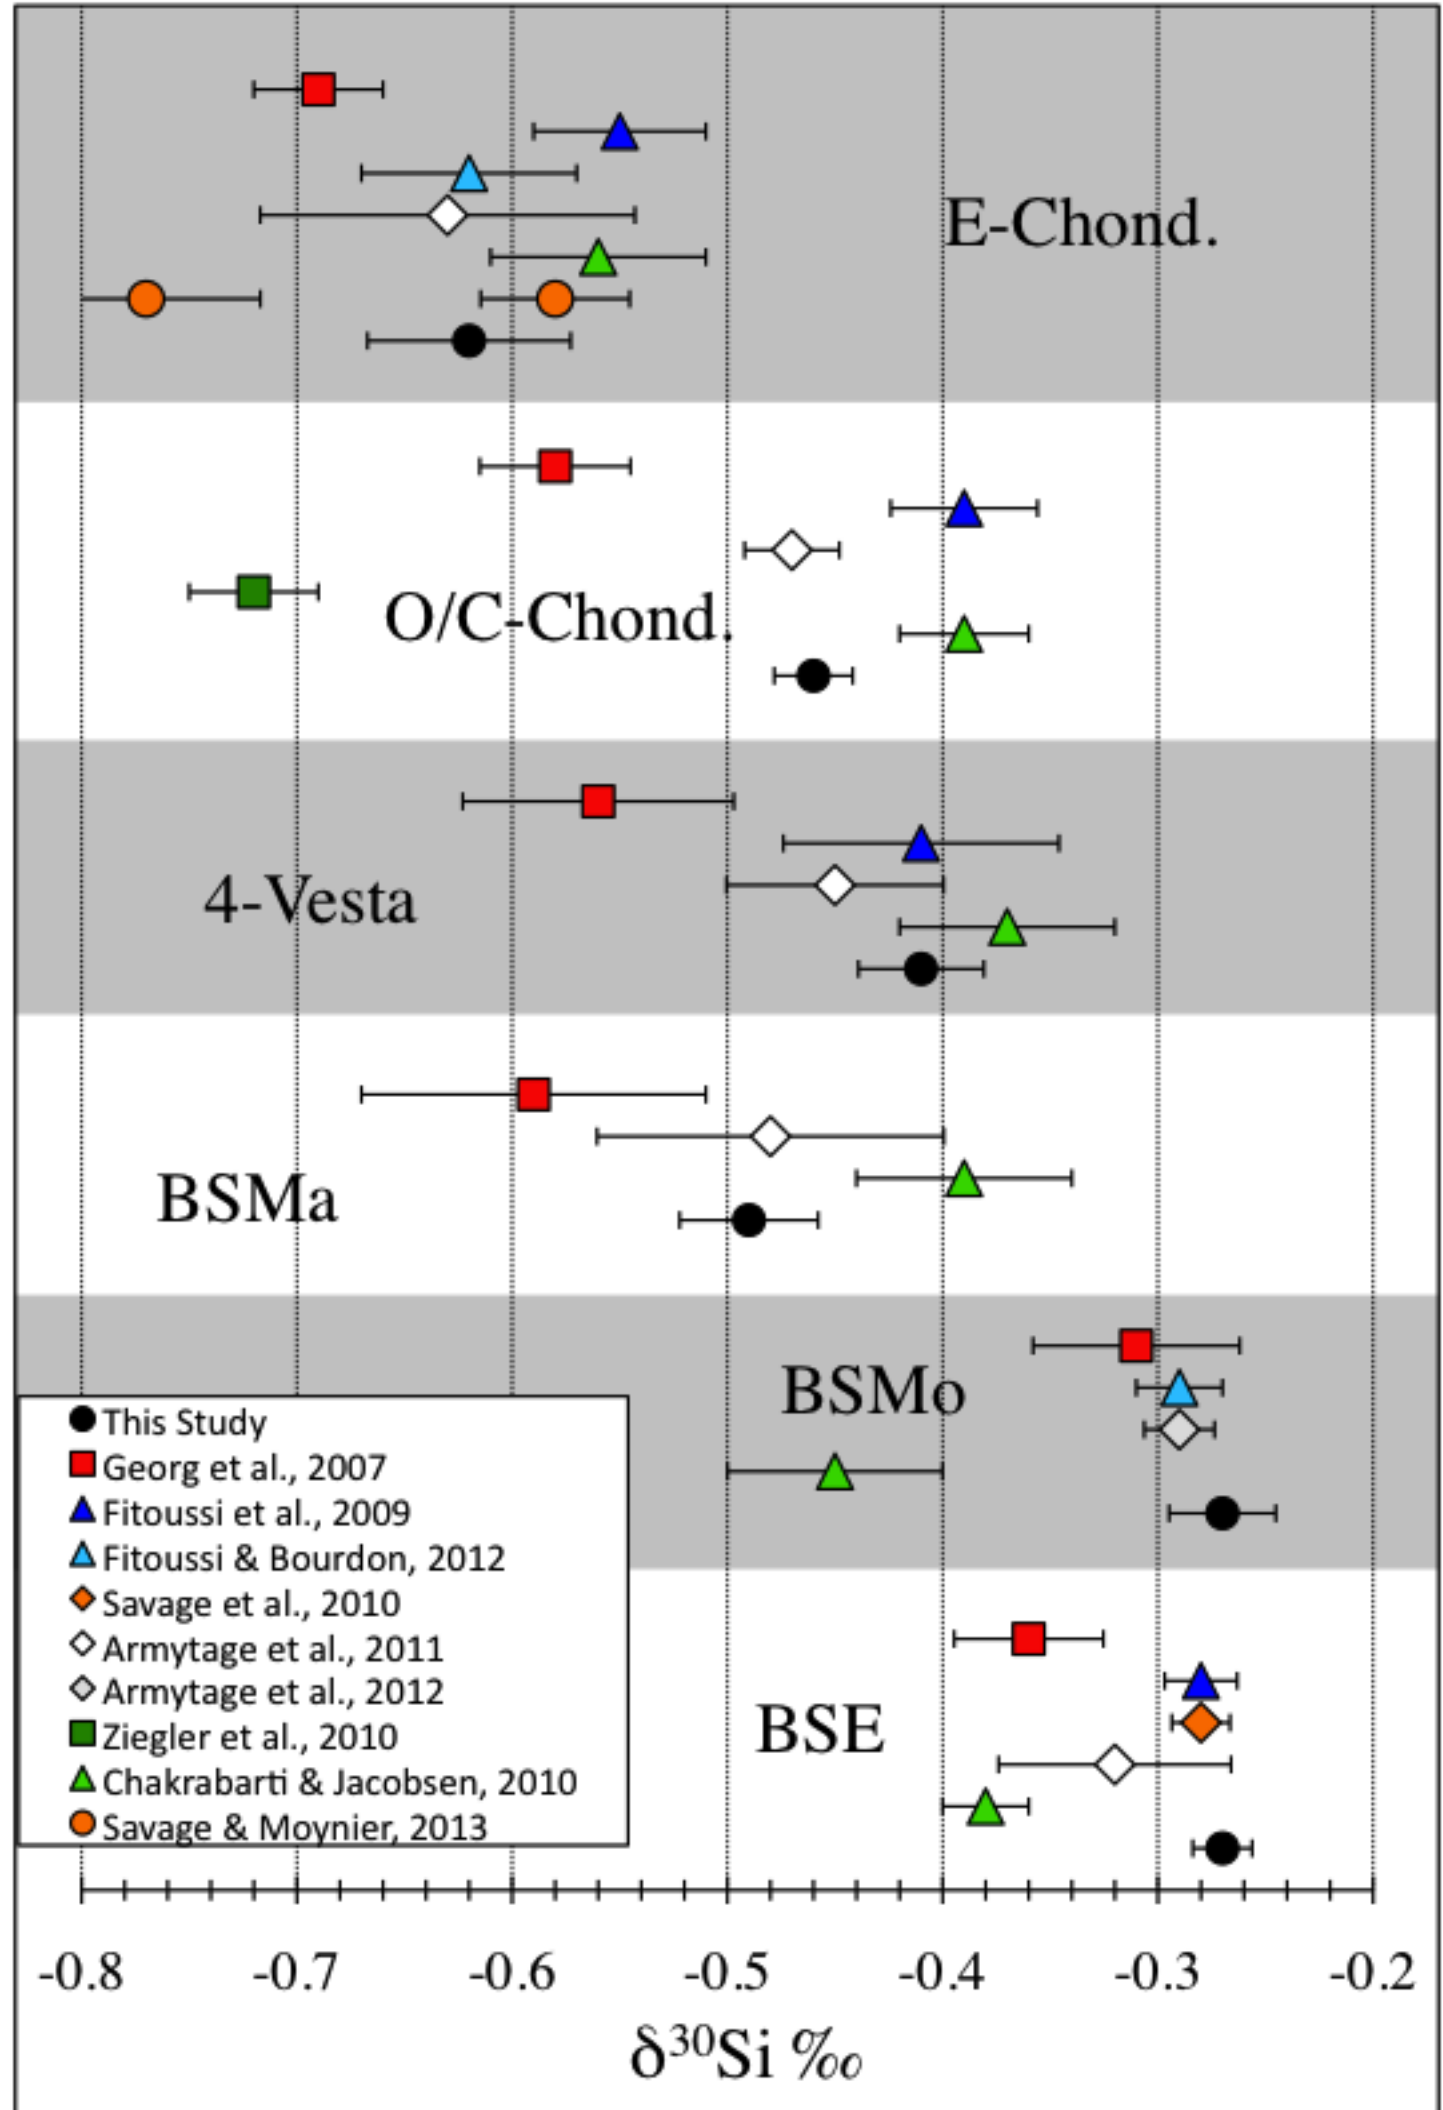 E-Chond.
O/C-Chond.
4-Vesta
BSMa
BSMo
This Study
Georg et al., 2007
Fitoussi et al., 2009
Fitoussi & Bourdon, 2012
Savage et al., 2010
Armytage et al., 2011
Armytage et al., 2012
Ziegler et al., 2010
Chakrabarti & Jacobsen, 2010
Savage & Moynier, 2013
BSE
-0.8 -0.7 -0.6 -0.5 -0.4 -0.3 -0.2
δ³⁰Si ‰